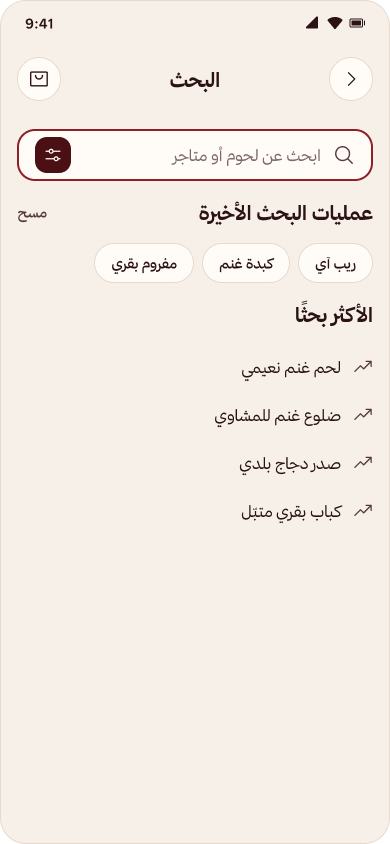 9:41
البحث
ابحث عن لحوم أو متاجر
عمليات البحث الأخيرة
مسح
ريب آي
كبدة غنم
مفروم بقري
الأكثر بحثًا
لحم غنم نعيمي
ضلوع غنم للمشاوي
صدر دجاج بلدي
كباب بقري متبّل